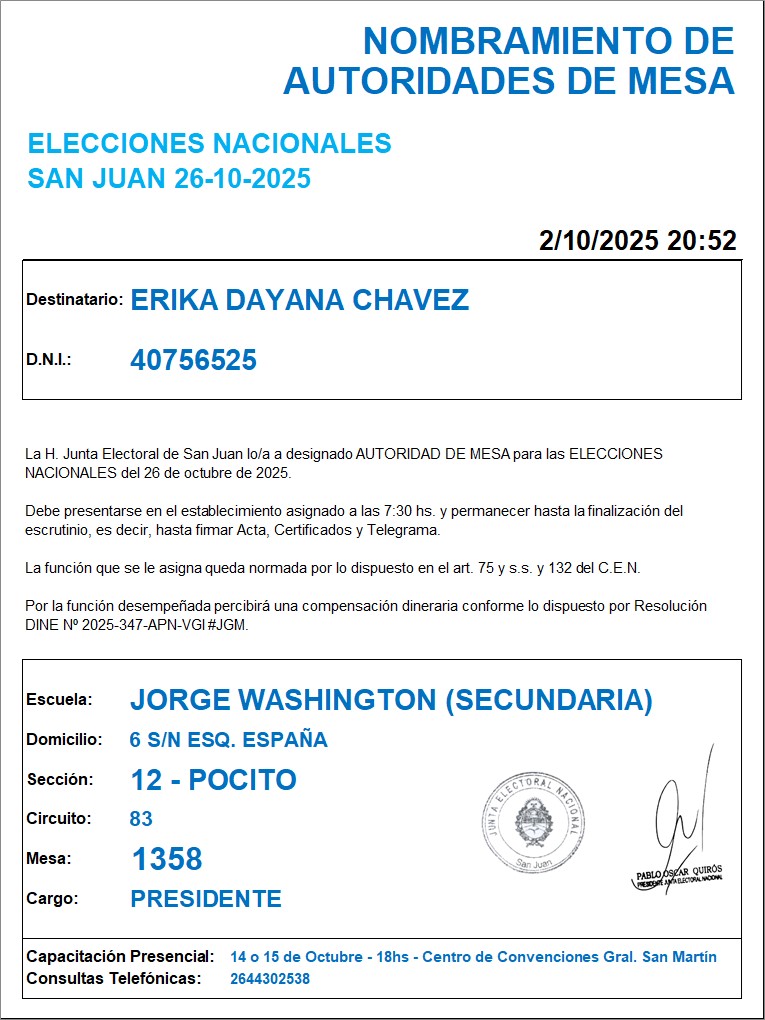 NOMBRAMIENTO DE
AUTORIDADES DE MESA
ELECCIONES NACIONALES
SAN JUAN 26-10-2025
2/10/2025 20:52
Destinatario: ERIKA DAYANA CHAVEZ
D.N.I.: 40756525
La H. Junta Electoral de San Juan lo/a a designado AUTORIDAD DE MESA para las ELECCIONES
NACIONALES del 26 de octubre de 2025.
Debe presentarse en el establecimiento asignado a las 7:30 hs. y permanecer hasta la finalización del
escrutinio, es decir, hasta firmar Acta, Certificados y Telegrama.
La función que se le asigna queda normada por lo dispuesto en el art. 75 y s.s. y 132 del C.E.N.
Por la función desempeñada percibirá una compensación dineraria conforme lo dispuesto por Resolución
DINE Nº 2025-347-APN-VGI#JGM.
Escuela: JORGE WASHINGTON (SECUNDARIA)
Domicilio: 6 S/N ESQ. ESPAÑA
Sección: 12 - POCITO
Circuito: 83
Mesa: 1358
Cargo: PRESIDENTE
JUNTA ELECTORAL NACIONAL
San Juan
PABLO OSCAR QUIRÓS
PRESIDENTE JUNTA ELECTORAL NACIONAL
Capacitación Presencial: 14 o 15 de Octubre - 18hs - Centro de Convenciones Gral. San Martín
Consultas Telefónicas: 2644302538